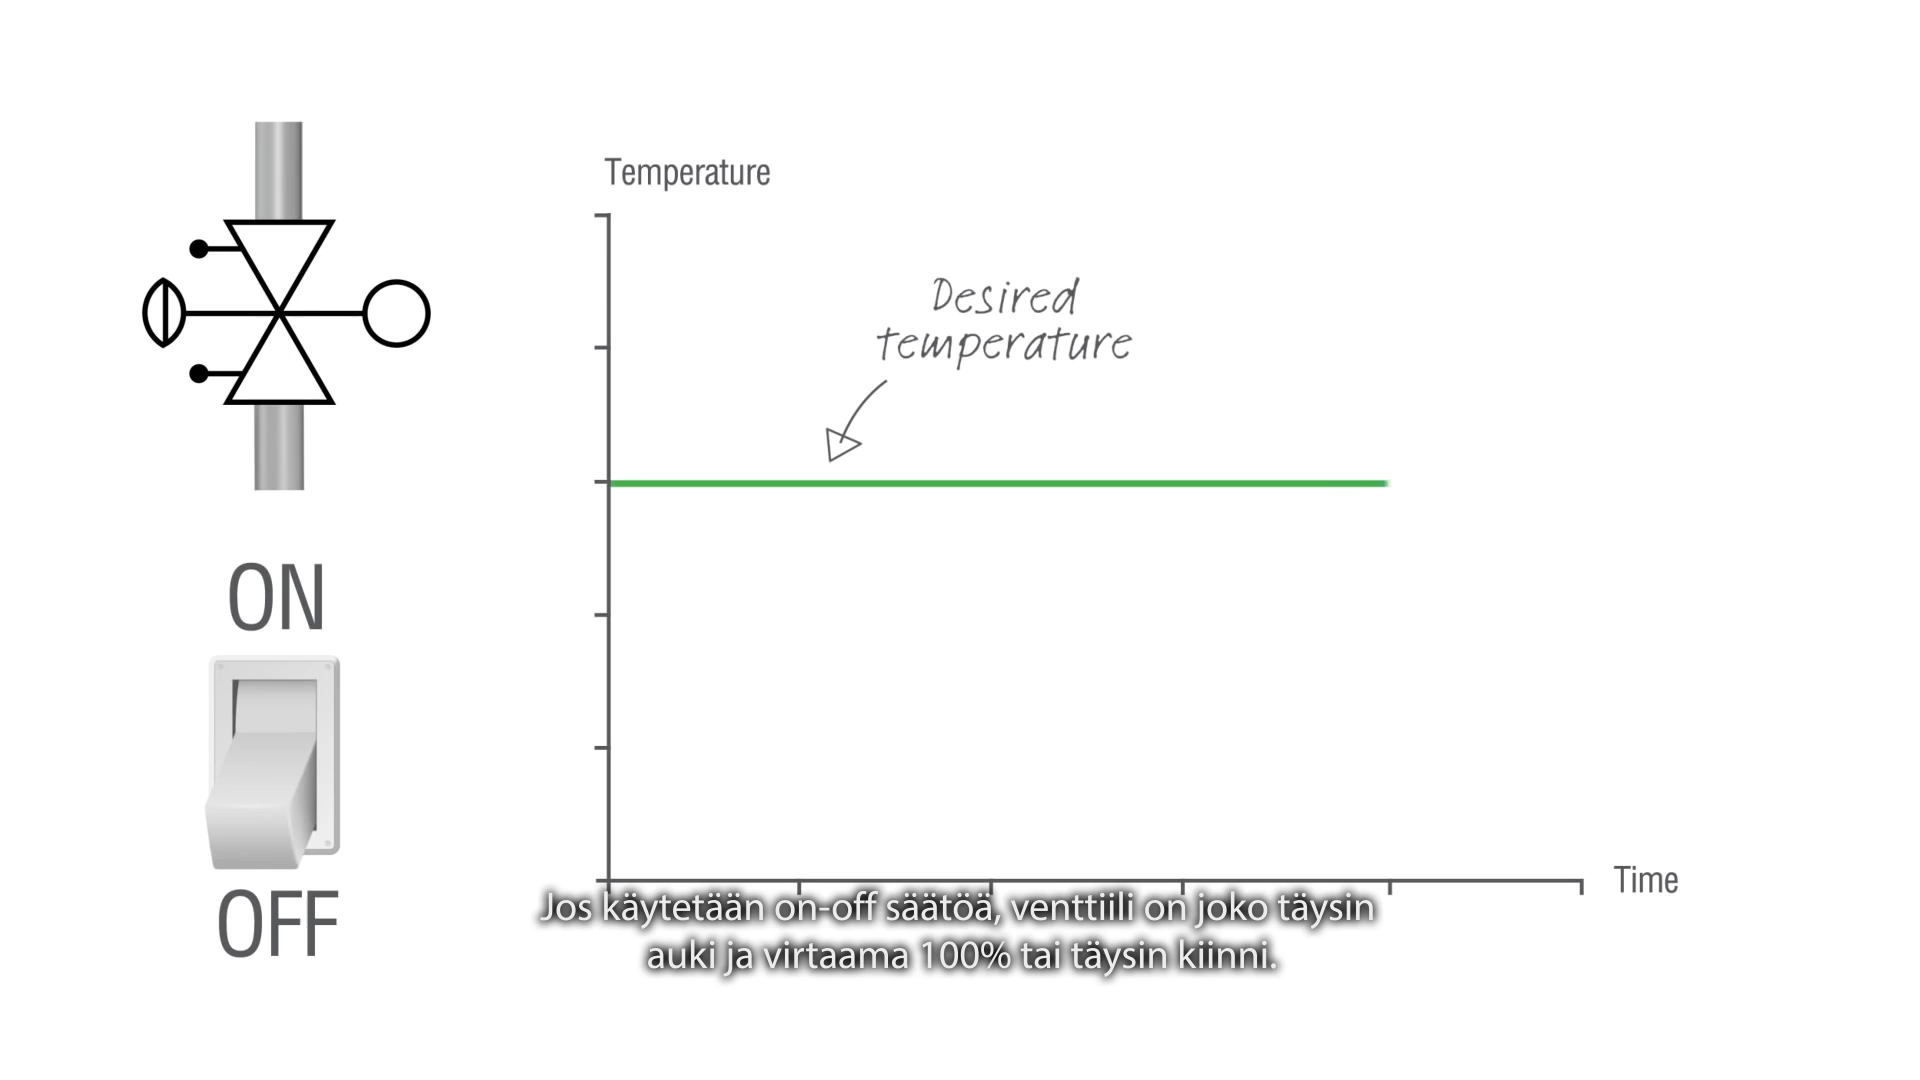 Temperature
Desired
temperature
ON
OFF
Time
Jos käytetään on-off säätöä, venttiili on joko täysin
auki ja virtaama 100% tai täysin kiinni.